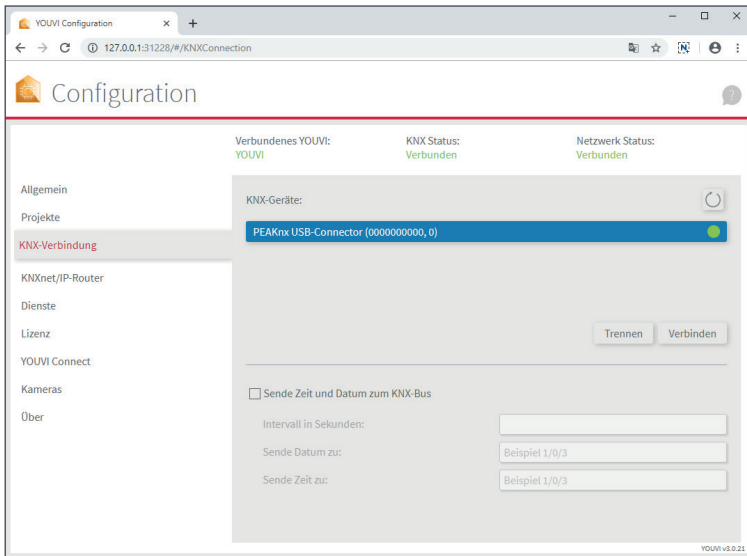 YOUVI Configuration
127.0.0.1:31228/#/KNXConnection
Configuration
?
Verbundenes YOUVI:
YOUVI
KNX Status:
Verbunden
Netzwerk Status:
Verbunden
Allgemein
Projekte
KNX-Verbindung
KNXnet/IP-Router
Dienste
Lizenz
YOUVI Connect
Kameras
Über
KNX-Geräte:
PEAKnx USB-Connector (0000000000, 0)
Trennen
Verbinden
Sende Zeit und Datum zum KNX-Bus
Intervall in Sekunden:
Sende Datum zu:
Beispiel 1/0/3
Sende Zeit zu:
Beispiel 1/0/3
YOUVI v3.0.21